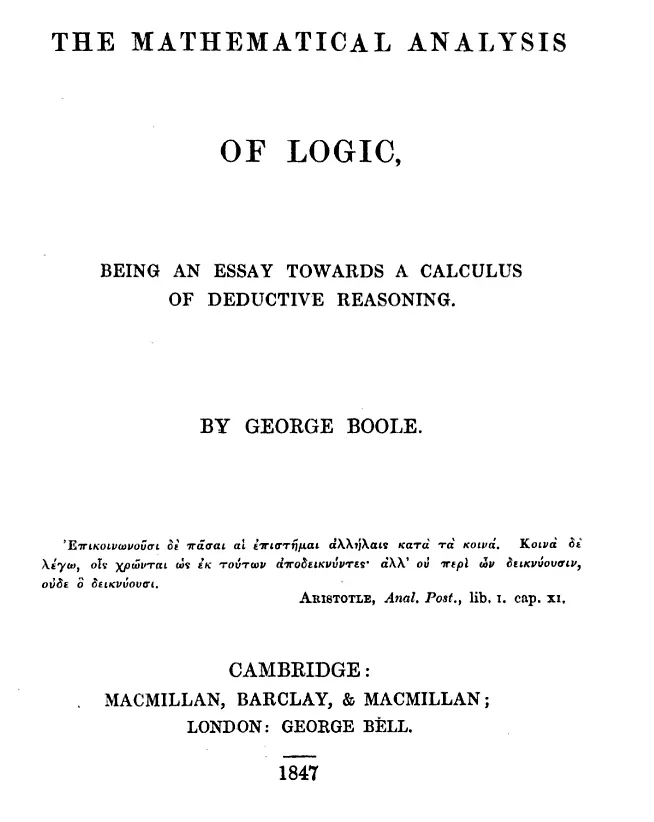 THE MATHEMATICAL ANALYSIS
OF LOGIC,
BEING AN ESSAY TOWARDS A CALCULUS
OF DEDUCTIVE REASONING.
BY GEORGE BOOLE.
Ἐπικοινωνοῦσι δὲ πᾶσαι αἱ ἐπιστῆμαι ἀλλήλαις κατὰ τὰ κοινά. Κοινὰ δὲ
λέγω, οἷς χρῶνται ὡς ἐκ τούτων ἀποδεικνύντες· ἀλλ' οὐ περὶ ὧν δεικνύουσιν,
οὐδὲ ὃ δεικνύουσι.
ARISTOTLE, Anal. Post., lib. I. cap. XI.
CAMBRIDGE:
MACMILLAN, BARCLAY, & MACMILLAN;
LONDON: GEORGE BELL.
1847